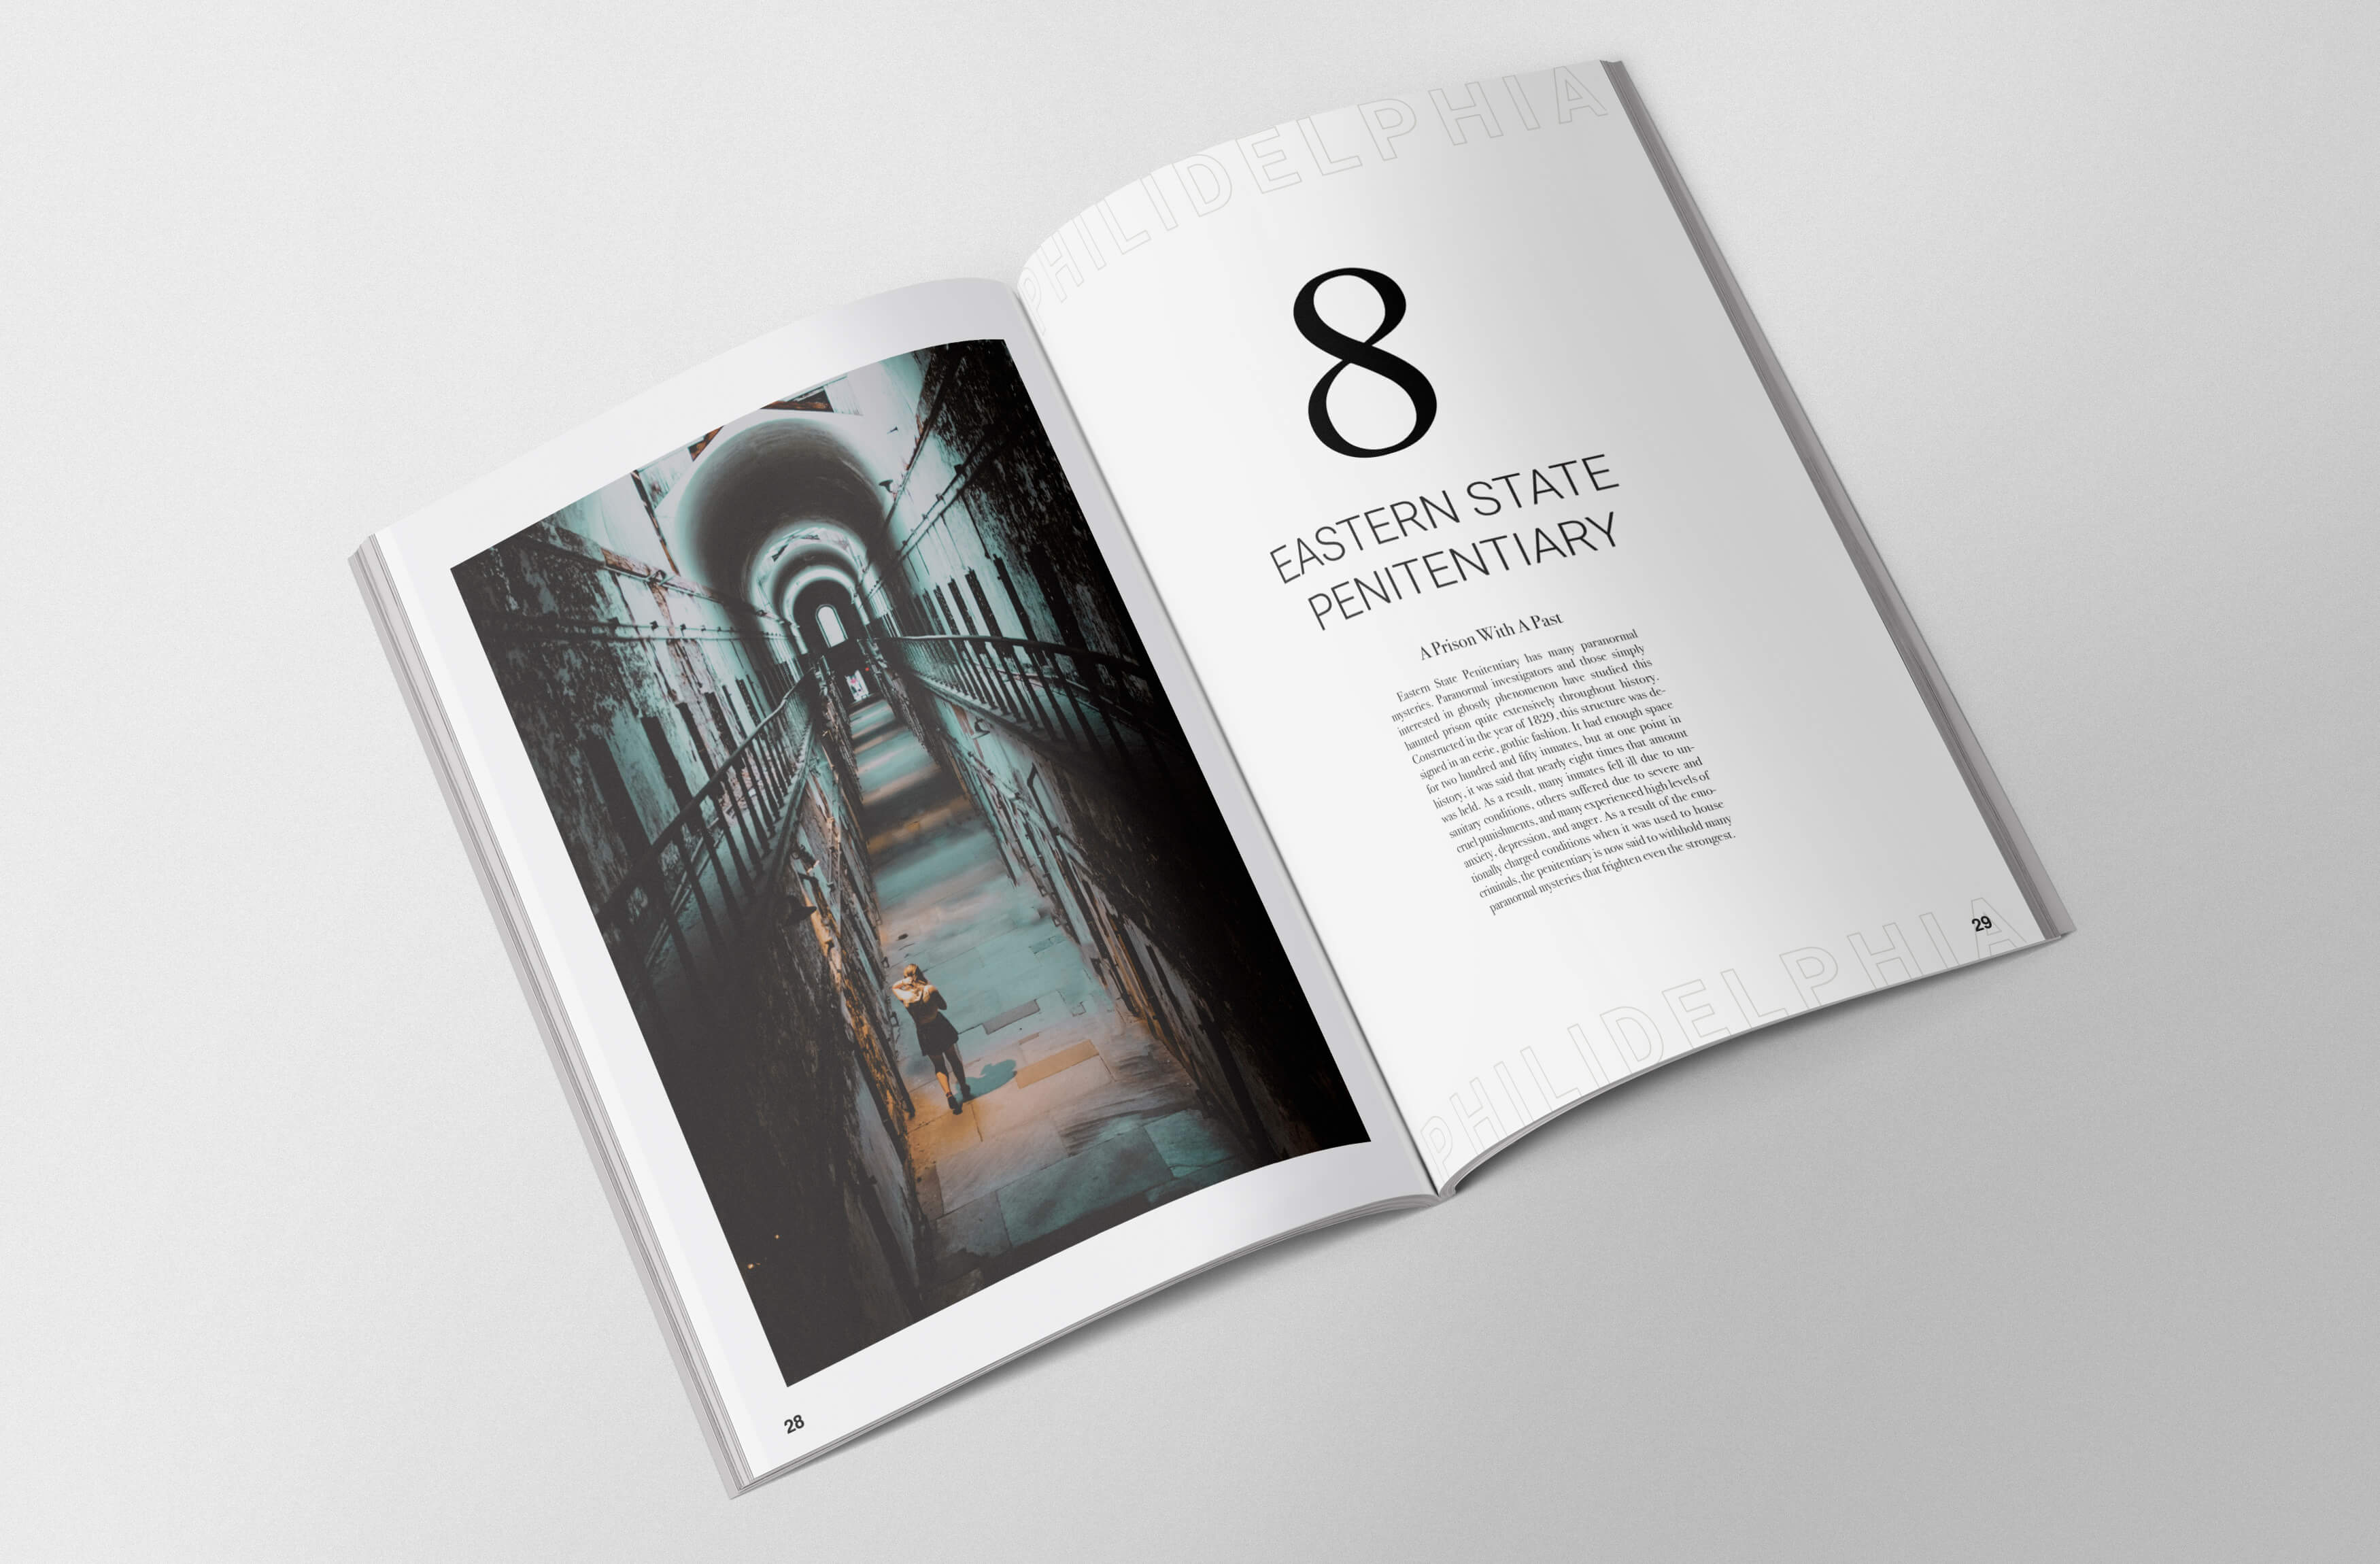 PHILIDELPHIA
8
EASTERN STATE
PENITENTIARY
A Prison With A Past
Eastern State Penitentiary has many paranormal
mysteries. Paranormal investigators and those simply
interested in ghostly phenomenon have studied this
haunted prison quite extensively throughout history.
Constructed in the year of 1829, this structure was de-
signed in an eerie, gothic fashion. It had enough space
for two hundred and fifty inmates, but at one point in
history, it was said that nearly eight times that amount
was held. As a result, many inmates fell ill due to un-
sanitary conditions, others suffered due to severe and
cruel punishments, and many experienced high levels of
anxiety, depression, and anger. As a result of the emo-
tionally charged conditions when it was used to house
criminals, the penitentiary is now said to withhold many
paranormal mysteries that frighten even the strongest.
PHILIDELPHIA
28
29